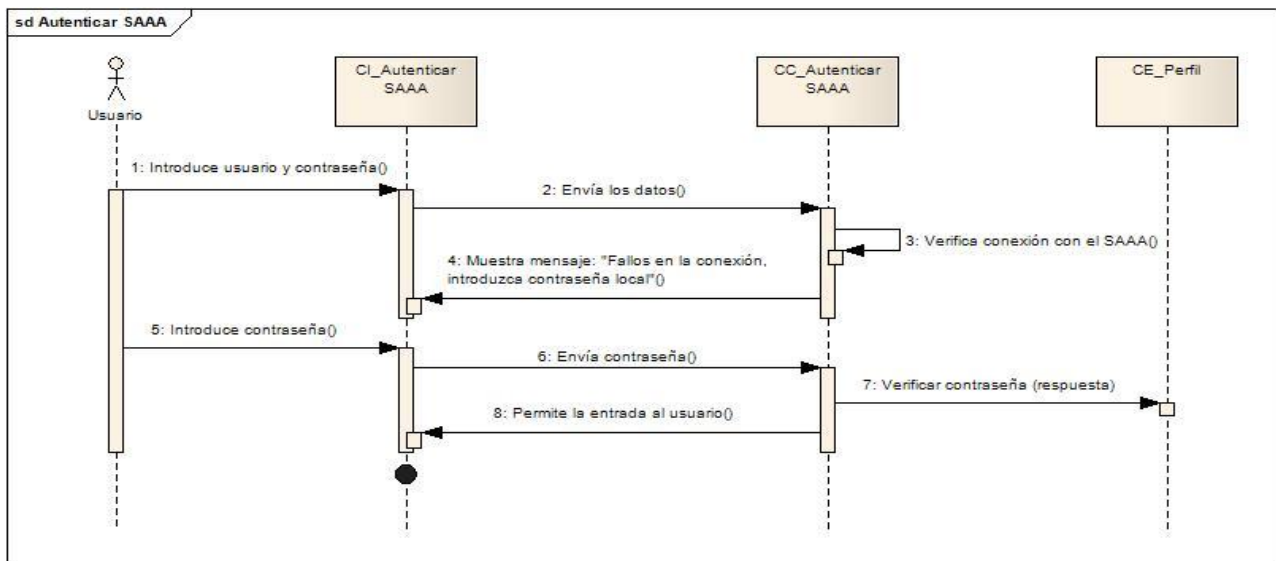 sd Autenticar SAAA
Usuario
CI_Autenticar
SAAA
CC_Autenticar
SAAA
CE_Perfil
1: Introduce usuario y contraseña()
2: Envía los datos()
3: Verifica conexión con el SAAA()
4: Muestra mensaje: "Fallos en la conexión,
introduzca contraseña local"()
5: Introduce contraseña()
6: Envía contraseña()
7: Verificar contraseña (respuesta)
8: Permite la entrada al usuario()